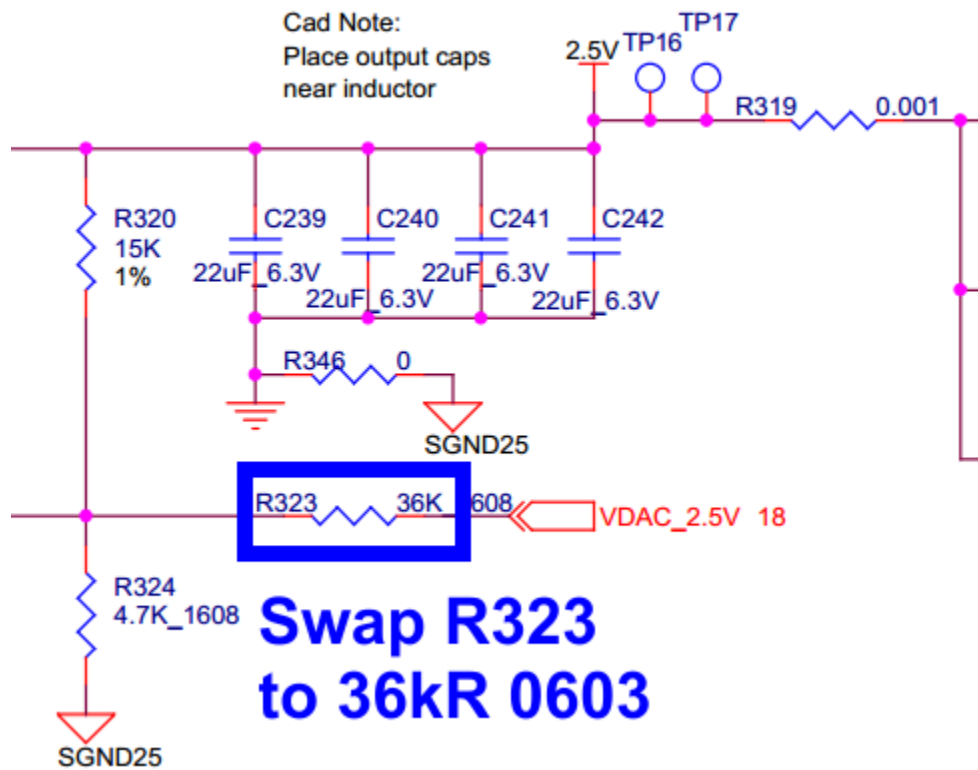 Cad Note:
Place output caps
near inductor
2.5V
TP16
TP17
R319
0.001
R320
15K
1%
C239
22uF_6.3V
C240
22uF_6.3V
C241
22uF_6.3V
C242
22uF_6.3V
R346
0
SGND25
R323
36K
608
VDAC_2.5V 18
R324
4.7K_1608
SGND25
Swap R323
to 36kR 0603